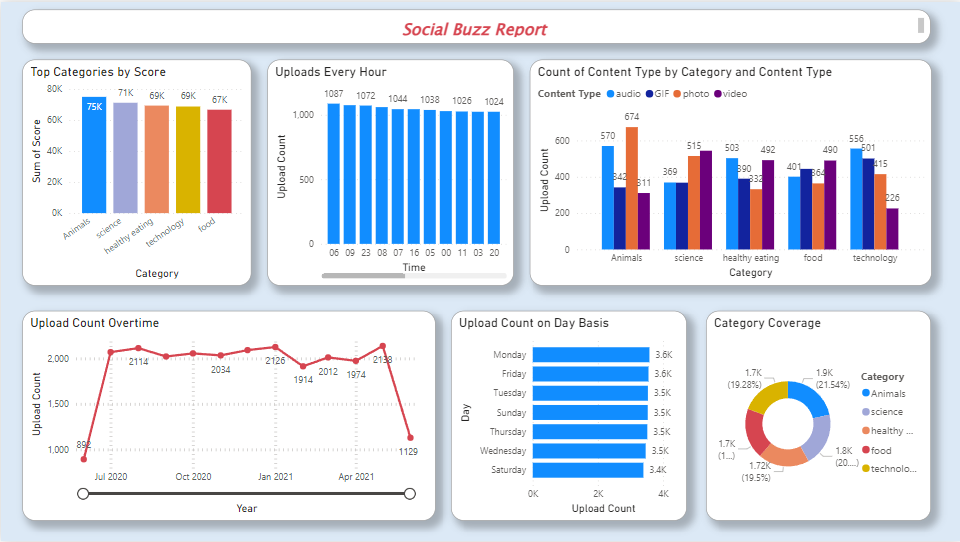 Social Buzz Report
Top Categories by Score
80K
60K
40K
20K
0K
Sum of Score
75K
71K
69K
69K
67K
Animals
science
healthy eating
technology
food
Category
Uploads Every Hour
1,000
500
0
Upload Count
1087
1072
1044
1038
1026
1024
06 09 23 08 07 16 05 00 11 03 20
Time
Count of Content Type by Category and Content Type
Content Type audio GIF photo video
600
400
200
0
Upload Count
570 342 674 311
369 515
503 390 332 492
401 364 490
556 501 415 226
Animals science healthy eating food technology
Category
Upload Count Overtime
2,000
1,500
1,000
Upload Count
892
2114
2034
2126
1914
2012
1974
2138
1129
Jul 2020 Oct 2020 Jan 2021 Apr 2021
Year
Upload Count on Day Basis
Day
Monday 3.6K
Friday 3.6K
Tuesday 3.5K
Sunday 3.5K
Thursday 3.5K
Wednesday 3.5K
Saturday 3.4K
0K 2K 4K
Upload Count
Category Coverage
1.9K
(21.54%)
1.8K
(20....)
1.72K
(19.5%)
1.7K
(1...)
1.7K
(19.28%)
Category
Animals
science
healthy ...
food
technolo...